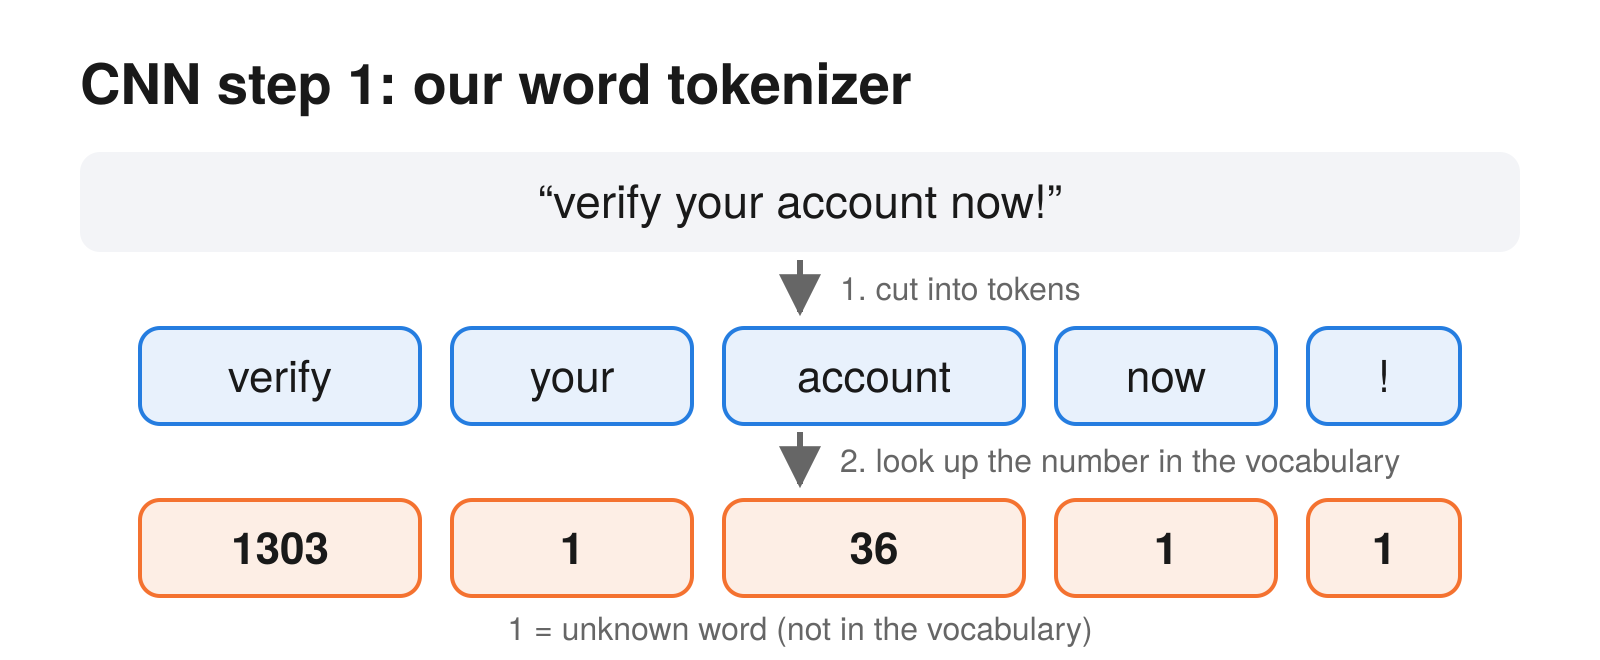 CNN step 1: our word tokenizer
“verify your account now!”
1. cut into tokens
verify your account now !
2. look up the number in the vocabulary
1303 1 36 1 1
1 = unknown word (not in the vocabulary)